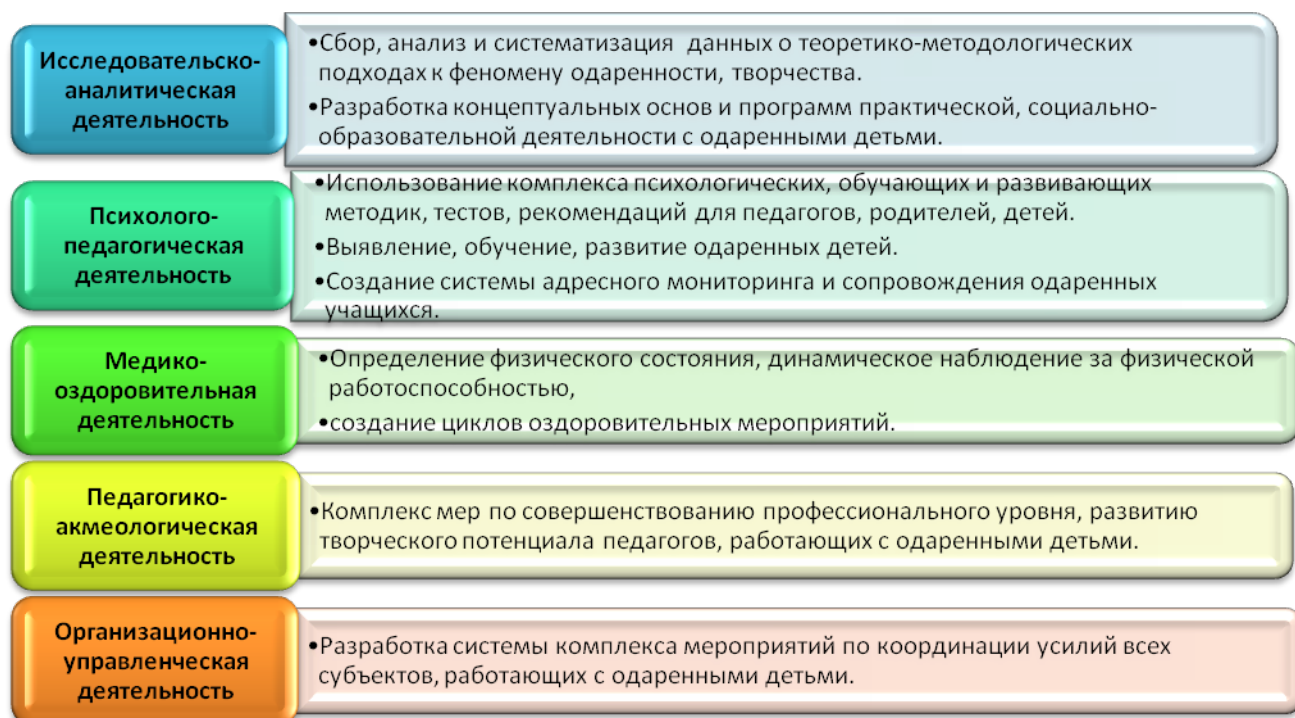 Исследовательско-
аналитическая
деятельность
•Сбор, анализ и систематизация данных о теоретико-методологических
подходах к феномену одаренности, творчества.
•Разработка концептуальных основ и программ практической, социально-
образовательной деятельности с одаренными детьми.
Психолого-
педагогическая
деятельность
•Использование комплекса психологических, обучающих и развивающих
методик, тестов, рекомендаций для педагогов, родителей, детей.
•Выявление, обучение, развитие одаренных детей.
•Создание системы адресного мониторинга и сопровождения одаренных
учащихся.
Медико-
оздоровительная
деятельность
•Определение физического состояния, динамическое наблюдение за физической
работоспособностью,
•создание циклов оздоровительных мероприятий.
Педагогико-
акмеологическая
деятельность
•Комплекс мер по совершенствованию профессионального уровня, развитию
творческого потенциала педагогов, работающих с одаренными детьми.
Организационно-
управленческая
деятельность
•Разработка системы комплекса мероприятий по координации усилий всех
субъектов, работающих с одаренными детьми.